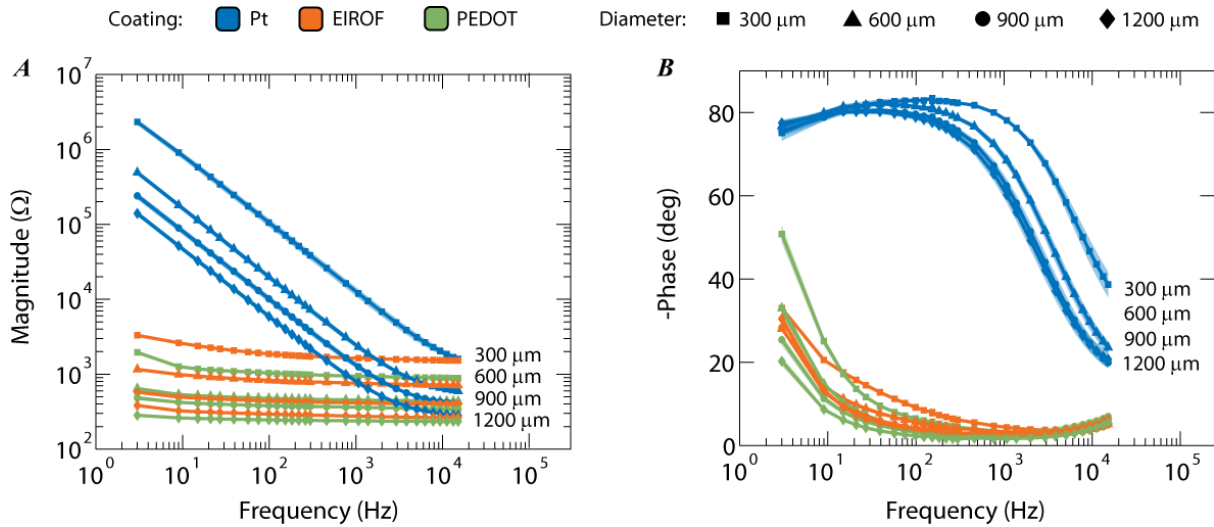 Coating: Pt EIROF PEDOT Diameter: 300 μm 600 μm 900 μm 1200 μm
A
10^7
10^6
10^5
10^4
10^3
10^2
Magnitude (Ω)
300 μm
600 μm
900 μm
1200 μm
10^0 10^1 10^2 10^3 10^4 10^5
Frequency (Hz)
B
80
60
40
20
0
-Phase (deg)
300 μm
600 μm
900 μm
1200 μm
10^0 10^1 10^2 10^3 10^4 10^5
Frequency (Hz)